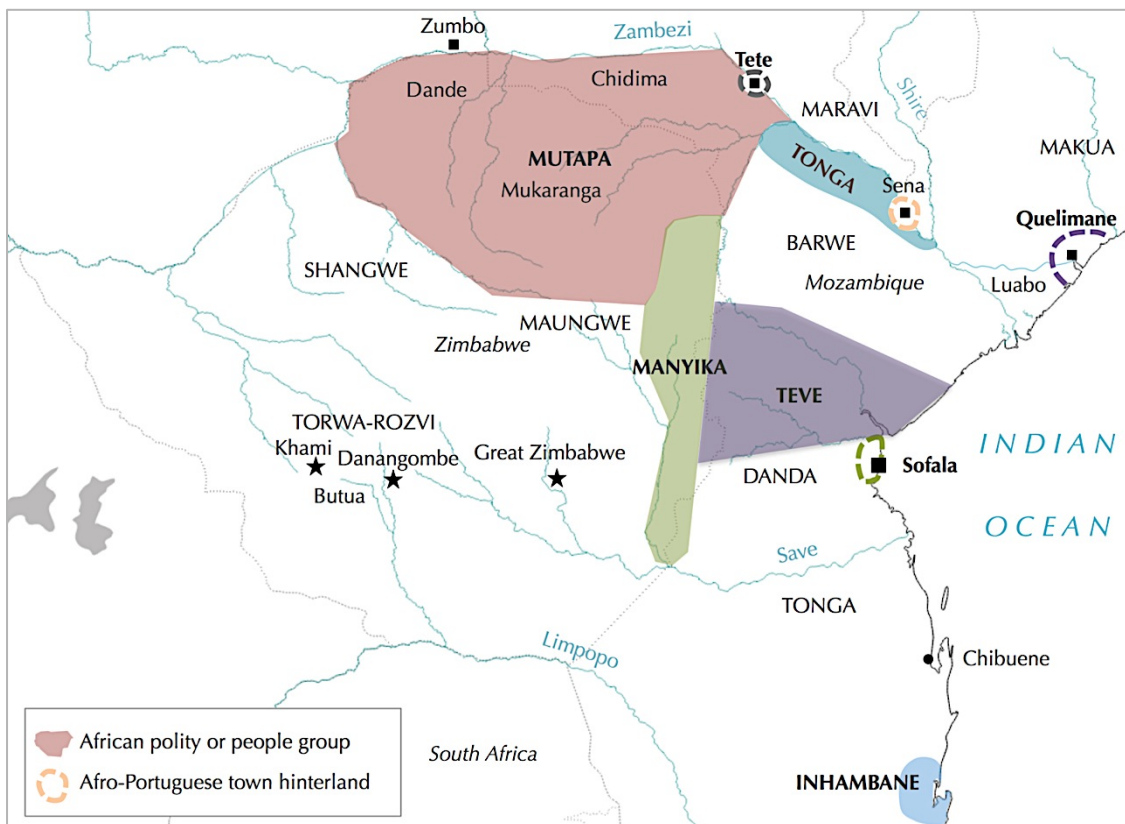 Zumbo
Zambezi
Tete
Dande
Chidima
MARAVI
Shire
MAKUA
MUTAPA
TONGA
Mukaranga
Sena
Quelimane
BARWE
SHANGWE
Mozambique
Luabo
MAUNGWE
Zimbabwe
MANYIKA
TEVE
TORWA-ROZVI
Khami
Danangombe
Great Zimbabwe
INDIAN
Sofala
DANDA
Butua
OCEAN
Save
TONGA
Limpopo
Chibuene
African polity or people group
South Africa
Afro-Portuguese town hinterland
INHAMBANE